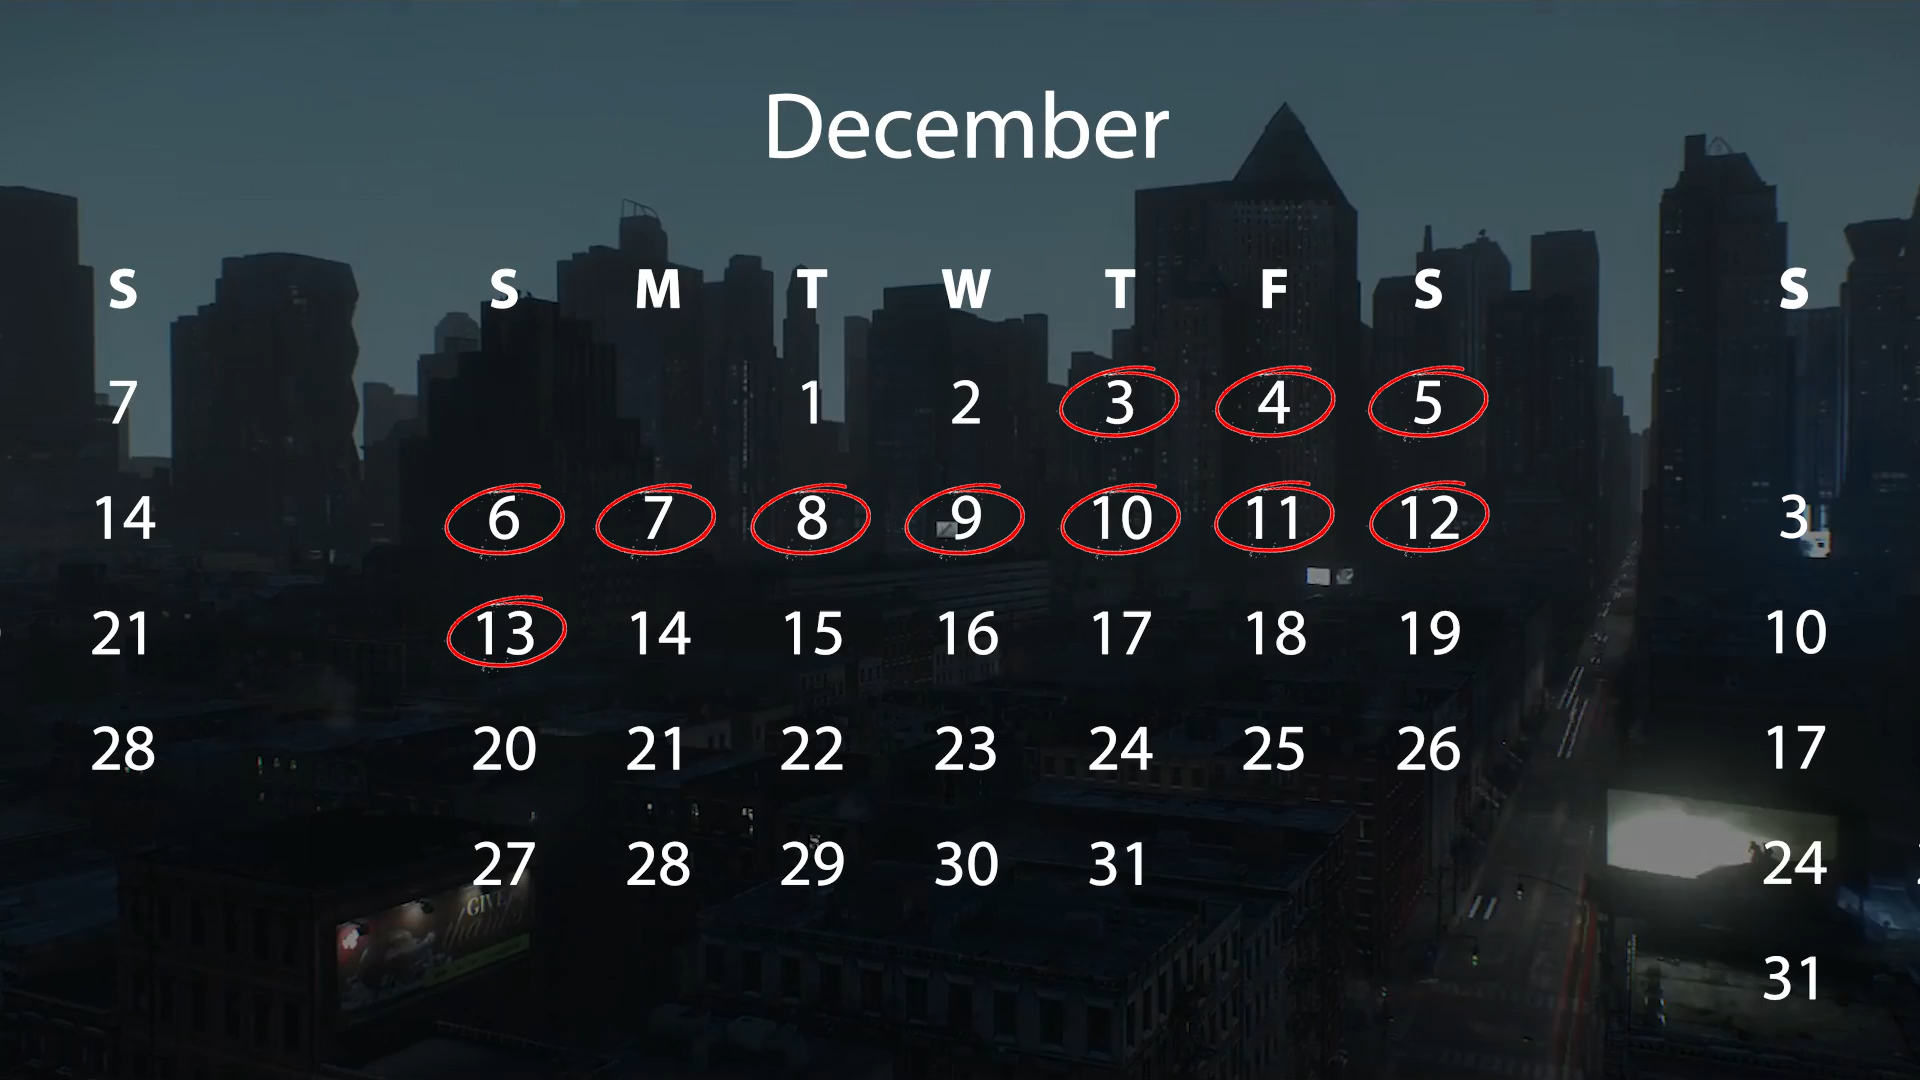 December
S S M T W T F S S
7 1 2 3 4 5
14 6 7 8 9 10 11 12 3
21 13 14 15 16 17 18 19 10
28 20 21 22 23 24 25 26 17
27 28 29 30 31 24
31
GIVE